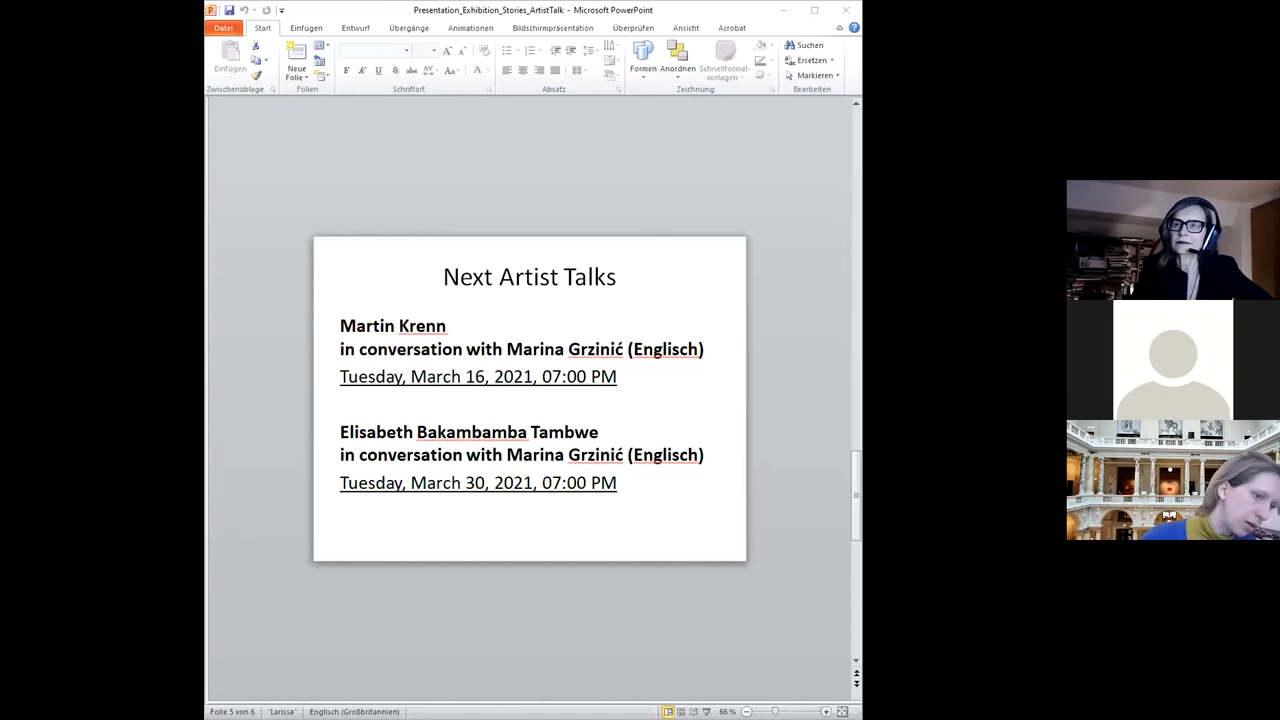 Presentation_Exhibition_Stories_ArtistTalk - Microsoft PowerPoint
Datei Start Einfügen Entwurf Übergänge Animationen Bildschirmpräsentation Überprüfen Ansicht Acrobat
Einfügen
Neue Folie
Formen Anordnen Schnellformat-vorlagen
Suchen
Ersetzen
Markieren
Zwischenablage Folien Schriftart Absatz Zeichnung Bearbeiten
Next Artist Talks
Martin Krenn
in conversation with Marina Grzinić (Englisch)
Tuesday, March 16, 2021, 07:00 PM
Elisabeth Bakambamba Tambwe
in conversation with Marina Grzinić (Englisch)
Tuesday, March 30, 2021, 07:00 PM
Folie 5 von 6 "Larissa" Englisch (Großbritannien) 66 %